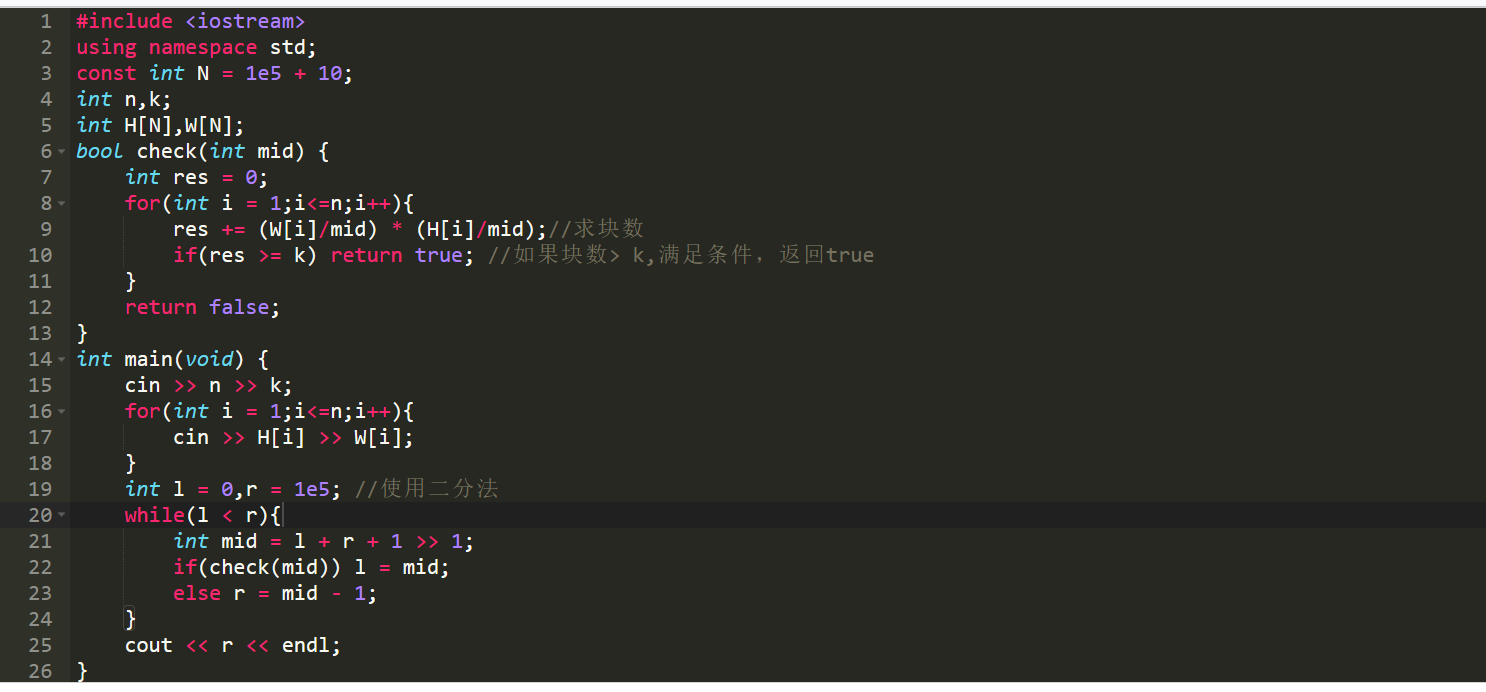 1 #include <iostream>
2 using namespace std;
3 const int N = 1e5 + 10;
4 int n,k;
5 int H[N],W[N];
6 bool check(int mid) {
7     int res = 0;
8     for(int i = 1;i<=n;i++){
9         res += (W[i]/mid) * (H[i]/mid);//求块数
10         if(res >= k) return true; //如果块数> k,满足条件，返回true
11     }
12     return false;
13 }
14 int main(void) {
15     cin >> n >> k;
16     for(int i = 1;i<=n;i++){
17         cin >> H[i] >> W[i];
18     }
19     int l = 0,r = 1e5; //使用二分法
20     while(l < r){
21         int mid = l + r + 1 >> 1;
22         if(check(mid)) l = mid;
23         else r = mid - 1;
24     }
25     cout << r << endl;
26 }